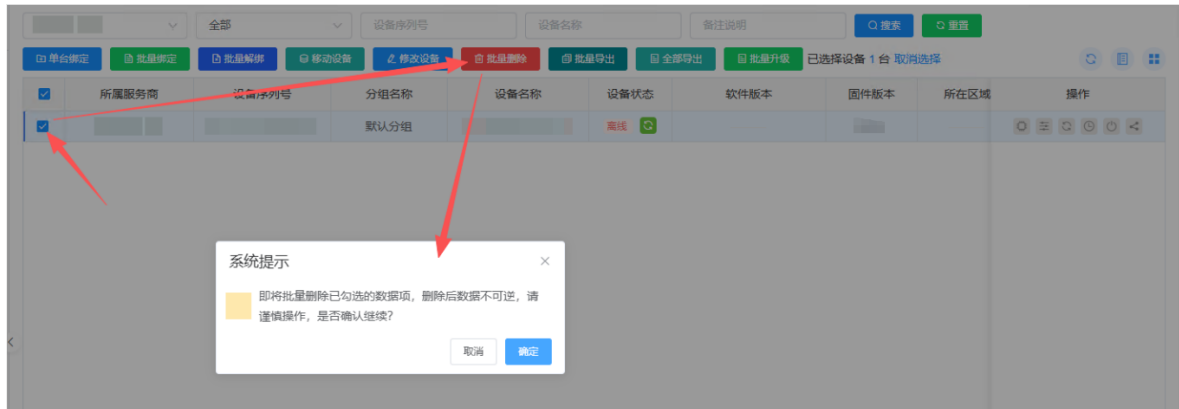 全部 设备序列号 设备名称 备注说明 搜索 重置
单台绑定 批量绑定 批量解绑 移动设备 修改设备 批量删除 批量导出 全部导出 批量升级 已选择设备 1 台 取消选择
所属服务商 设备序列号 分组名称 设备名称 设备状态 软件版本 固件版本 所在区域 操作
默认分组 离线
系统提示
即将批量删除已勾选的数据项，删除后数据不可逆，请
谨慎操作，是否确认继续？
取消 确定